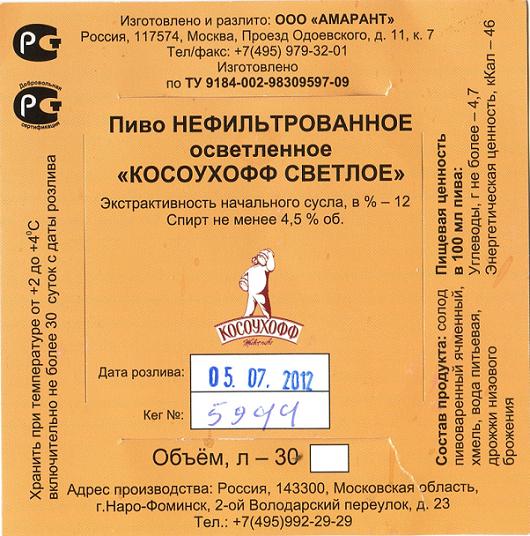 Изготовлено и разлито: ООО «АМАРАНТ»
Россия, 117574, Москва, Проезд Одоевского, д. 11, к. 7
Тел/факс: +7(495) 979-32-01
Изготовлено
по ТУ 9184-002-98309597-09
РСТ
Добровольная
РСТ
сертификация
Пиво НЕФИЛЬТРОВАННОЕ
осветленное
«КОСОУХОФФ СВЕТЛОЕ»
Экстрактивность начального сусла, в % – 12
Спирт не менее 4,5 % об.
КОСОУХОФФ
Дата розлива: 05. 07. 2012
Кег №: 5944
Объём, л – 30
Адрес производства: Россия, 143300, Московская область,
г.Наро-Фоминск, 2-ой Володарский переулок, д. 23
Тел.: +7(495)992-29-29
Хранить при температуре от +2 до +4⁰С
включительно не более 30 суток с даты розлива
Пищевая ценность
в 100 мл пива:
Углеводы, г не более – 4,7
Энергетическая ценность, кКал – 46
Состав продукта: солод
пивоваренный ячменный,
хмель, вода питьевая,
дрожжи низового
брожения